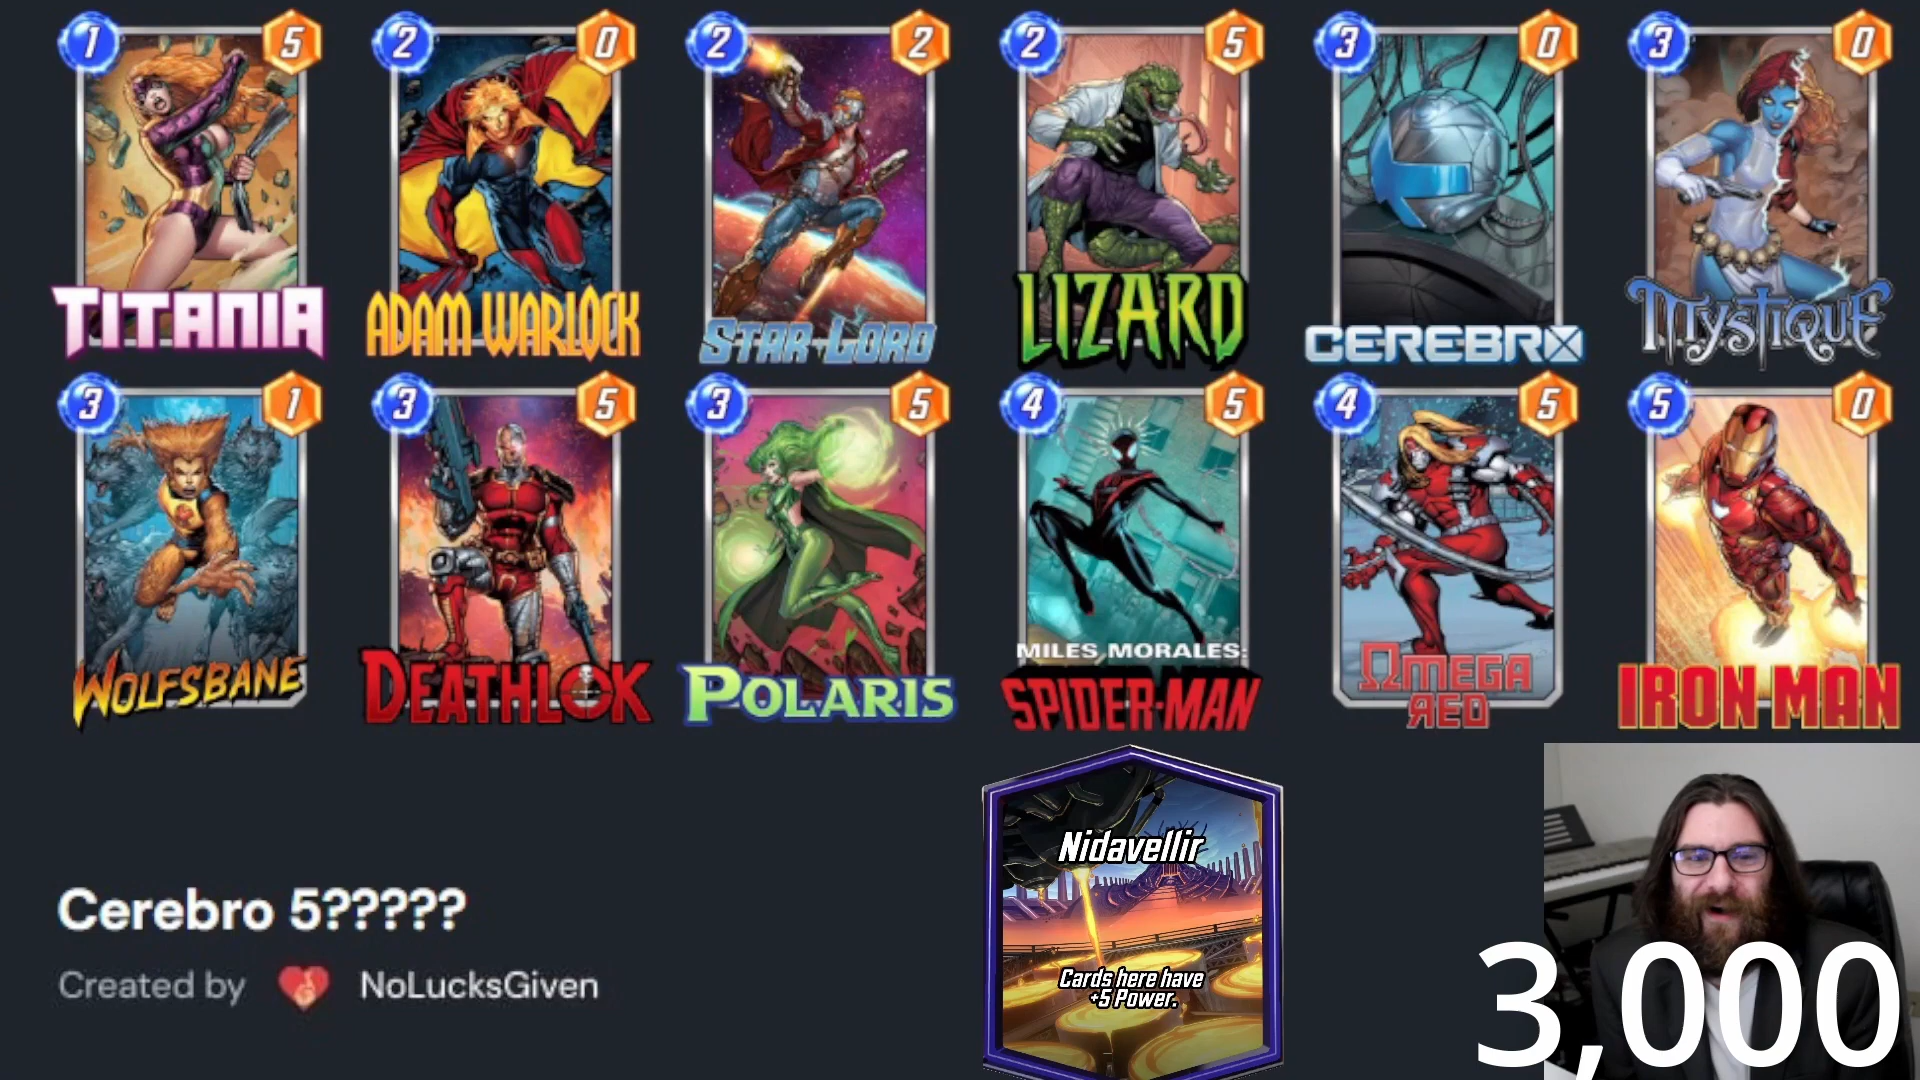 1 5 2 0 2 2 2 5 3 0 3 0
TITANIA
ADAM WARLOCK
STAR-LORD
LIZARD
CEREBRO
MYSTIQUE
3 1 3 5 3 5 4 5 4 5 5 0
WOLFSBANE
DEATHLOK
POLARIS
MILES MORALES:
SPIDER-MAN
OMEGA
RED
IRON MAN
Nidavellir
Cards here have
+5 Power.
Cerebro 5?????
Created by NoLucksGiven
3,000